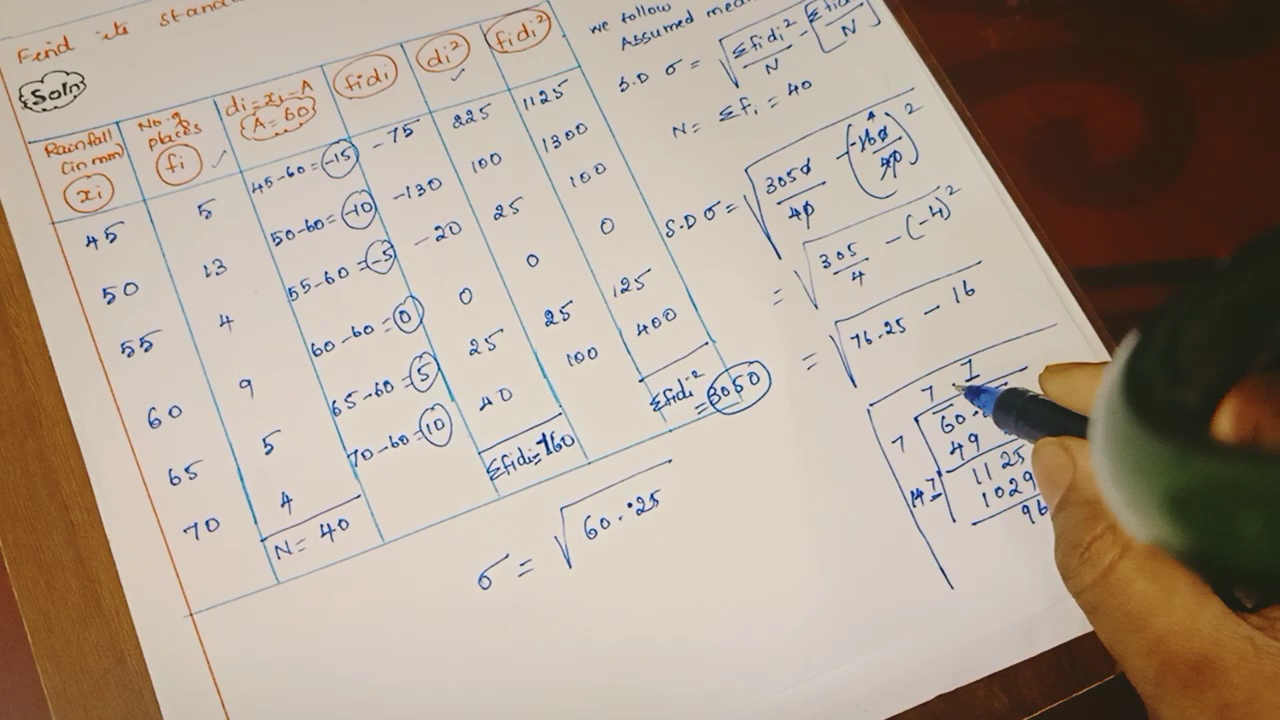 Find its
Soln
Rainfall (in mm) xi | No. of places fi ✓ | di = xi - A A = 60 | fidi | di² ✓ | fidi²
45 | 5 | 45-60 = -15 | -75 | 225 | 1125
50 | 13 | 50-60 = -10 | -130 | 100 | 1300
55 | 4 | 55-60 = -5 | -20 | 25 | 100
60 | 9 | 60-60 = 0 | 0 | 0 | 0
65 | 5 | 65-60 = 5 | 25 | 25 | 125
70 | 4 | 70-60 = 10 | 40 | 100 | 400
N = 40 | Σfidi = 160 | Σfidi² = 3050
σ = √60.25
we follow
Assumed
S.D σ = √Σfidi²/N -
N = Σfi = 40
S.D σ = √3050/40 - (-160/40)²
4
= √305/4 - (-4)²
= √76.25 - 16
7 7
7 60.
49
147 1125
1029
96